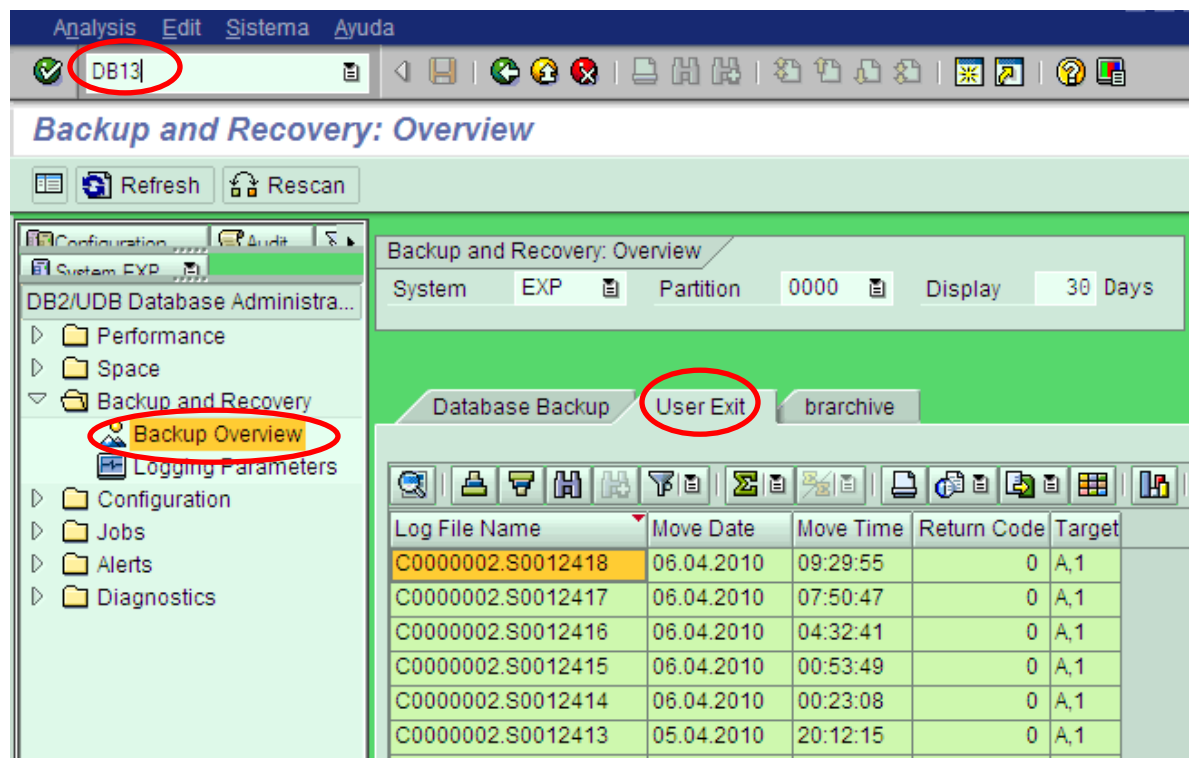 Analysis Edit Sistema Ayuda
DB13
Backup and Recovery: Overview
Refresh Rescan
Configuration Audit
System EXP
DB2/UDB Database Administra...
Performance
Space
Backup and Recovery
Backup Overview
Logging Parameters
Configuration
Jobs
Alerts
Diagnostics
Backup and Recovery: Overview
System EXP Partition 0000 Display 30 Days
Database Backup User Exit brarchive
Log File Name Move Date Move Time Return Code Target
C0000002.S0012418 06.04.2010 09:29:55 0 A,1
C0000002.S0012417 06.04.2010 07:50:47 0 A,1
C0000002.S0012416 06.04.2010 04:32:41 0 A,1
C0000002.S0012415 06.04.2010 00:53:49 0 A,1
C0000002.S0012414 06.04.2010 00:23:08 0 A,1
C0000002.S0012413 05.04.2010 20:12:15 0 A,1